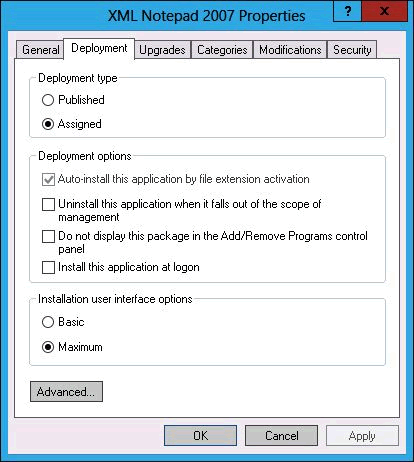 XML Notepad 2007 Properties
?
x
General
Deployment
Upgrades
Categories
Modifications
Security
Deployment type
Published
Assigned
Deployment options
Auto-install this application by file extension activation
Uninstall this application when it falls out of the scope of
management
Do not display this package in the Add/Remove Programs control
panel
Install this application at logon
Installation user interface options
Basic
Maximum
Advanced...
OK
Cancel
Apply